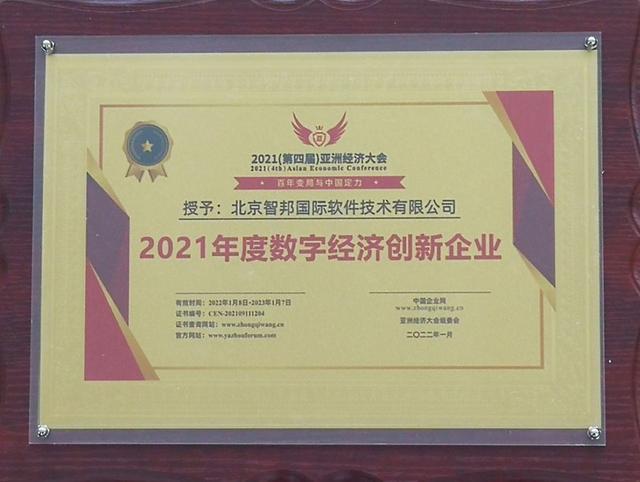 2021(第四届)亚洲经济大会
2021(4th)Asian Economic Conference
百年变局与中国定力
授予：北京智邦国际软件技术有限公司
2021年度数字经济创新企业
有效时间：2022年1月8日-2023年1月7日
证书编号：CEN-202109111204
证书查询网站：www.zhongqiwang.cn
官方网站：www.yazhouforum.com
中国企业网
www.zhongqiwang.cn
亚洲经济大会组委会
二〇二二年一月